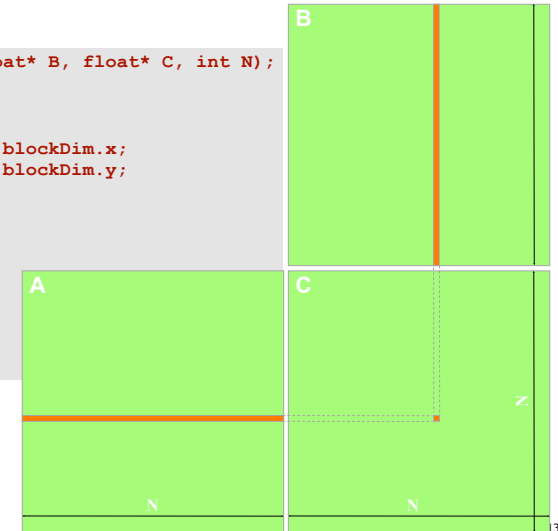 B
oat* B, float* C, int N);
blockDim.x;
blockDim.y;
A
C
N
N
N